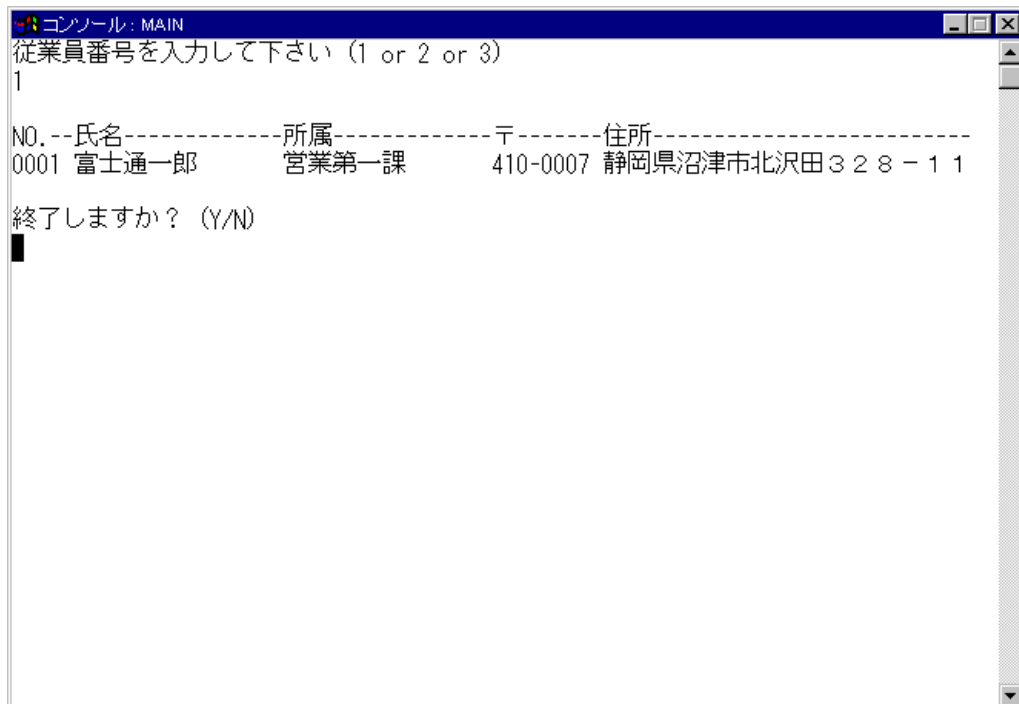 コンソール : MAIN
従業員番号を入力して下さい (1 or 2 or 3)
1
NO.--氏名-------------所属-------------〒-------住所--------------------------
0001 富士通一郎 営業第一課 410-0007 静岡県沼津市北沢田３２８－１１
終了しますか？ (Y/N)